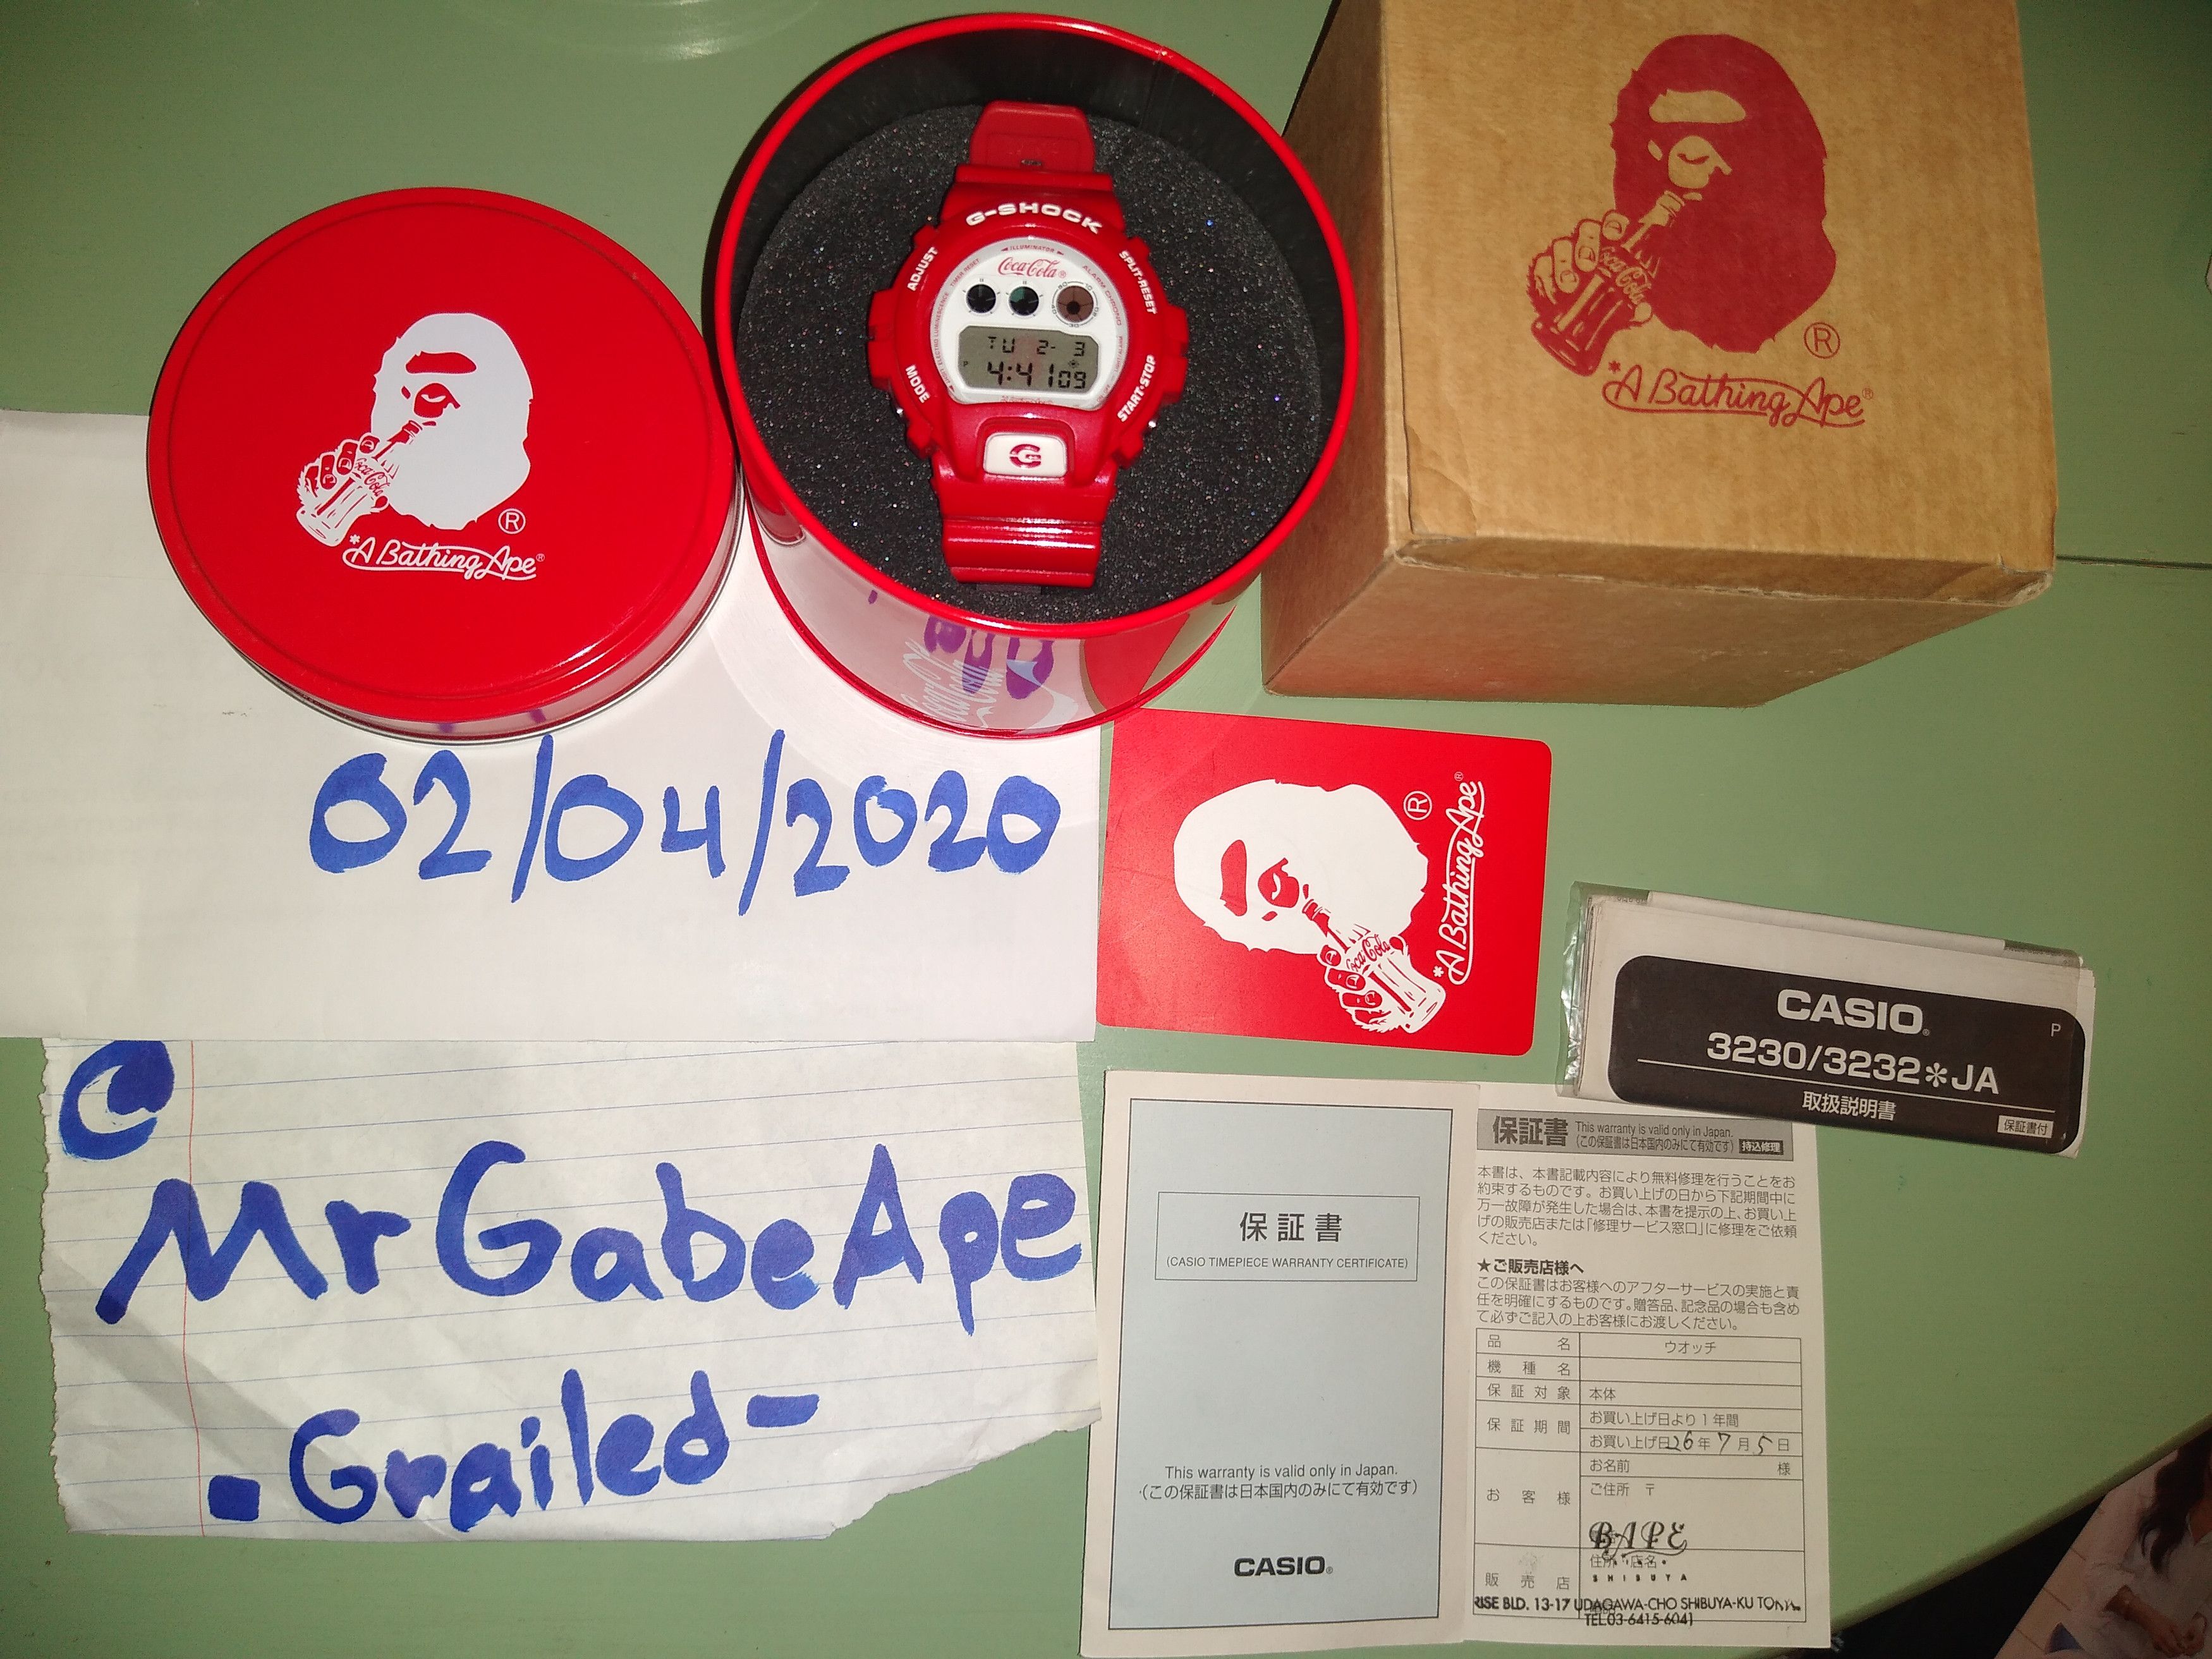 Coca-Cola
®
*A Bathing Ape®
G-SHOCK
ADJUST
SPLIT·RESET
MODE
START·STOP
ILLUMINATOR
Coca-Cola®
TU 2- 3
P 4:41 09
G
Coca-Cola
®
*A Bathing Ape®
02/04/2020
@
MrGabeApe
-Grailed-
Coca-Cola
®
*A Bathing Ape®
CASIO®
P
3230/3232✻JA
取扱説明書
保証書付
保証書
(CASIO TIMEPIECE WARRANTY CERTIFICATE)
This warranty is valid only in Japan.
(この保証書は日本国内のみにて有効です)
CASIO®
保証書 This warranty is valid only in Japan.
(この保証書は日本国内のみにて有効です) 持込修理
本書は、本書記載内容により無料修理を行うことをお
約束するものです。お買い上げの日から下記期間中に
万一故障が発生した場合は、本書を提示の上、お買い上
げの販売店または「修理サービス窓口」に修理をご依頼
ください。
★ご販売店様へ
この保証書はお客様へのアフターサービスの実施と責
任を明確にするものです。贈答品、記念品の場合も含め
て必ずご記入の上お客様にお渡しください。
品名 ウオッチ
機種名
保証対象 本体
保証期間 お買い上げ日より1年間
お買い上げ日 26年7月5日
お客様 お名前 様
ご住所 〒
BAPE
販売店 住所・店名
SHIBUYA
RISE BLD. 13-17 UDAGAWA-CHO SHIBUYA-KU
TEL03-6415-6041